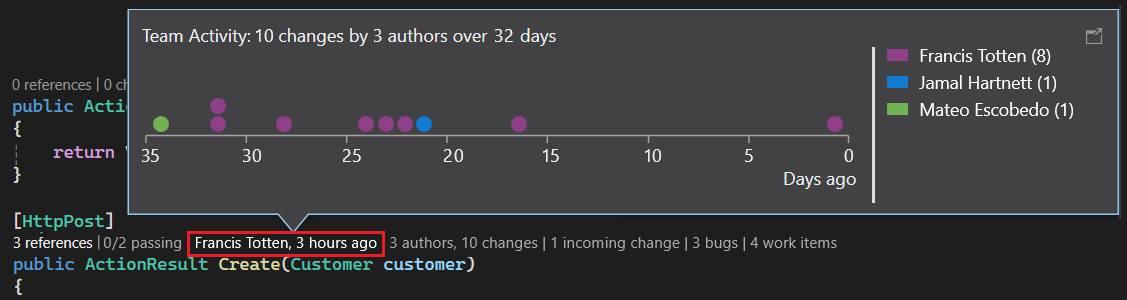 Team Activity: 10 changes by 3 authors over 32 days
Francis Totten (8)
Jamal Hartnett (1)
Mateo Escobedo (1)
35 30 25 20 15 10 5 0
Days ago
0 references | 0 ch
public Actio
{
return
}
[HttpPost]
3 references | 0/2 passing Francis Totten, 3 hours ago 3 authors, 10 changes | 1 incoming change | 3 bugs | 4 work items
public ActionResult Create(Customer customer)
{